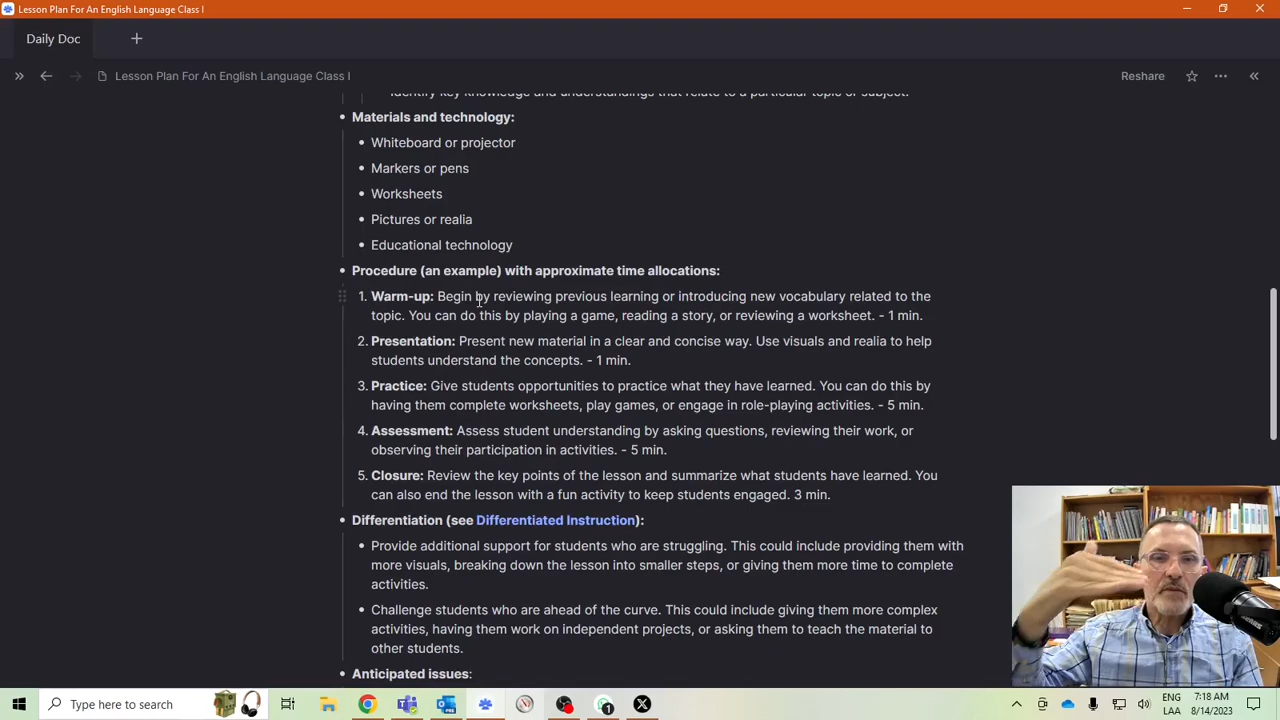 Lesson Plan For An English Language Class I
Daily Doc
Lesson Plan For An English Language Class I
Reshare
Identify key knowledge and understandings that relate to a particular topic or subject.
• Materials and technology:
• Whiteboard or projector
• Markers or pens
• Worksheets
• Pictures or realia
• Educational technology
• Procedure (an example) with approximate time allocations:
1. Warm-up: Begin by reviewing previous learning or introducing new vocabulary related to the
topic. You can do this by playing a game, reading a story, or reviewing a worksheet. - 1 min.
2. Presentation: Present new material in a clear and concise way. Use visuals and realia to help
students understand the concepts. - 1 min.
3. Practice: Give students opportunities to practice what they have learned. You can do this by
having them complete worksheets, play games, or engage in role-playing activities. - 5 min.
4. Assessment: Assess student understanding by asking questions, reviewing their work, or
observing their participation in activities. - 5 min.
5. Closure: Review the key points of the lesson and summarize what students have learned. You
can also end the lesson with a fun activity to keep students engaged. 3 min.
• Differentiation (see Differentiated Instruction):
• Provide additional support for students who are struggling. This could include providing them with
more visuals, breaking down the lesson into smaller steps, or giving them more time to complete
activities.
• Challenge students who are ahead of the curve. This could include giving them more complex
activities, having them work on independent projects, or asking them to teach the material to
other students.
• Anticipated issues:
Type here to search
1
ENG
LAA
7:18 AM
8/14/2023